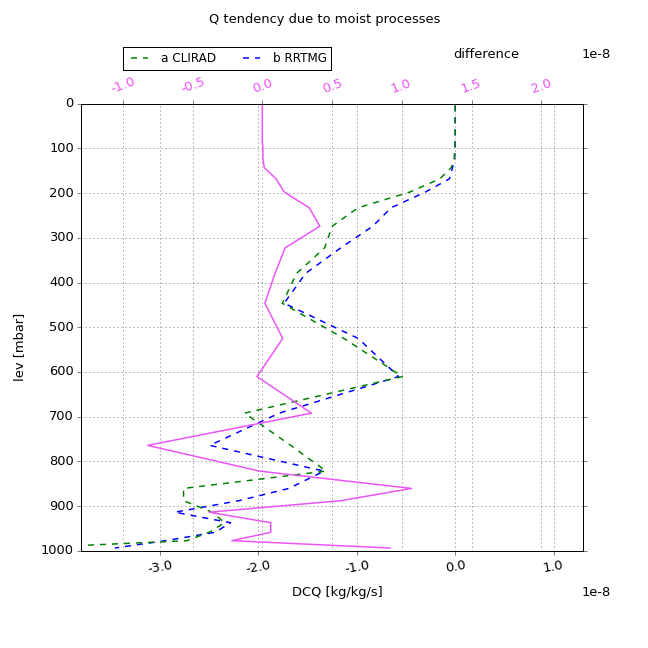 Q tendency due to moist processes
a CLIRAD b RRTMG
difference 1e-8
-1.0 -0.5 0.0 0.5 1.0 1.5 2.0
0
100
200
300
400
500
600
700
800
900
1000
lev [mbar]
-3.0 -2.0 -1.0 0.0 1.0
DCQ [kg/kg/s] 1e-8